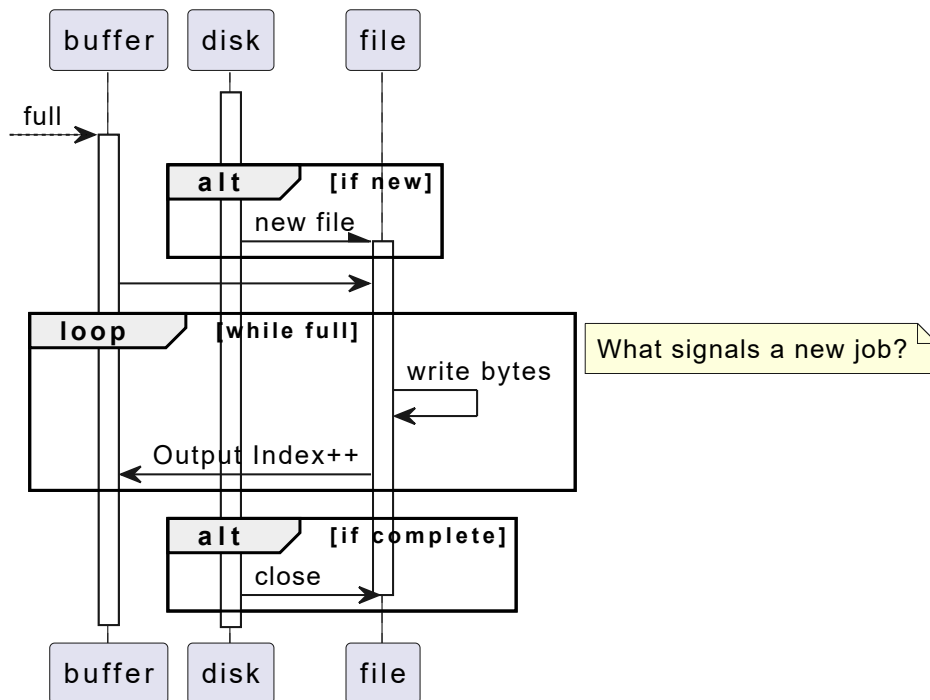 buffer disk file
full
alt [if new]
new file
loop [while full]
What signals a new job?
write bytes
Output Index++
alt [if complete]
close
buffer disk file